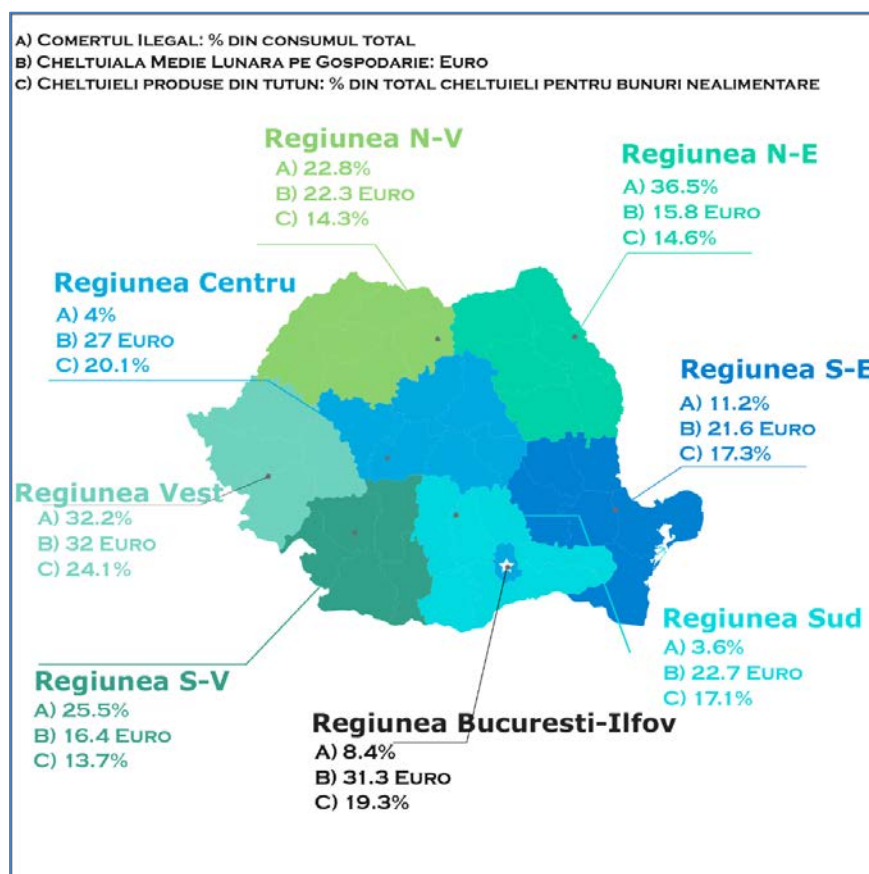 A) COMERTUL ILEGAL: % DIN CONSUMUL TOTAL
B) CHELTUIALA MEDIE LUNARA PE GOSPODARIE: EURO
C) CHELTUIELI PRODUSE DIN TUTUN: % DIN TOTAL CHELTUIELI PENTRU BUNURI NEALIMENTARE
Regiunea N-V
A) 22.8%
B) 22.3 EURO
C) 14.3%
Regiunea N-E
A) 36.5%
B) 15.8 EURO
C) 14.6%
Regiunea Centru
A) 4%
B) 27 EURO
C) 20.1%
Regiunea S-E
A) 11.2%
B) 21.6 EURO
C) 17.3%
Regiunea Vest
A) 32.2%
B) 32 EURO
C) 24.1%
Regiunea Sud
A) 3.6%
B) 22.7 EURO
C) 17.1%
Regiunea S-V
A) 25.5%
B) 16.4 EURO
C) 13.7%
Regiunea Bucuresti-Ilfov
A) 8.4%
B) 31.3 EURO
C) 19.3%